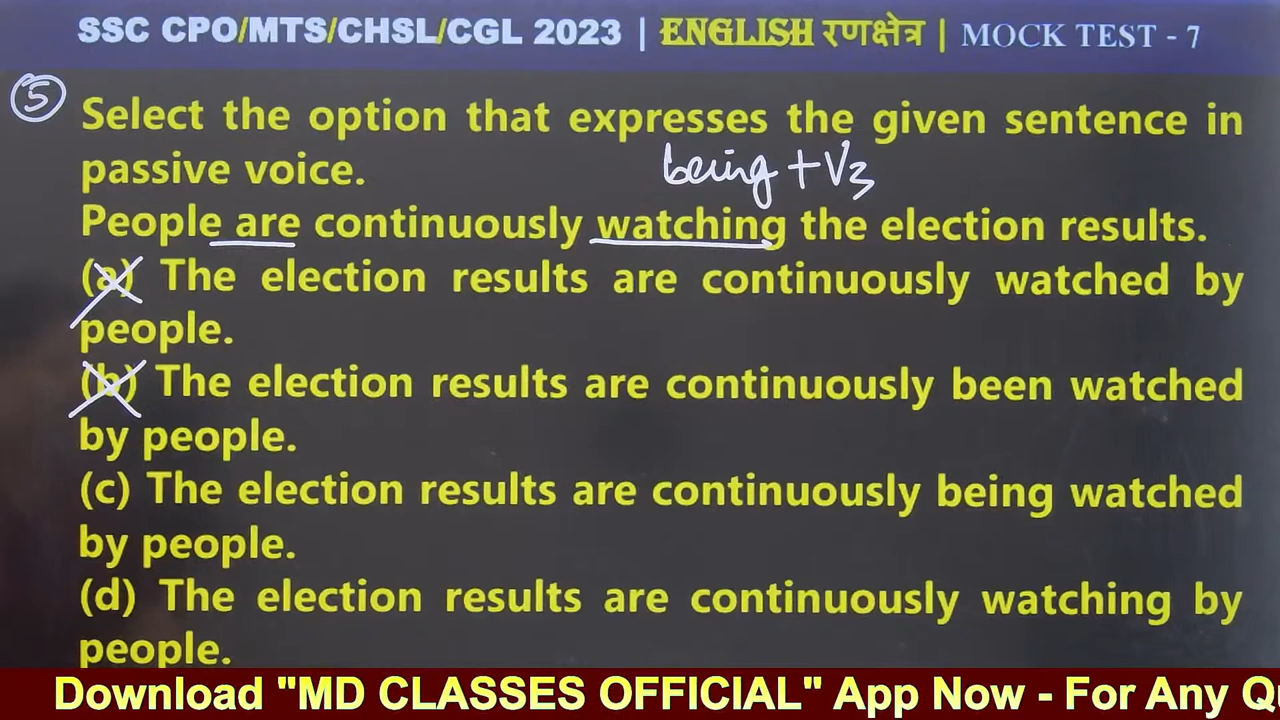 SSC CPO/MTS/CHSL/CGL 2023 | ENGLISH रणक्षेत्र | MOCK TEST - 7
5 Select the option that expresses the given sentence in
passive voice.
being + V3
People are continuously watching the election results.
(a) The election results are continuously watched by
people.
(b) The election results are continuously been watched
by people.
(c) The election results are continuously being watched
by people.
(d) The election results are continuously watching by
people.
Download "MD CLASSES OFFICIAL" App Now - For Any